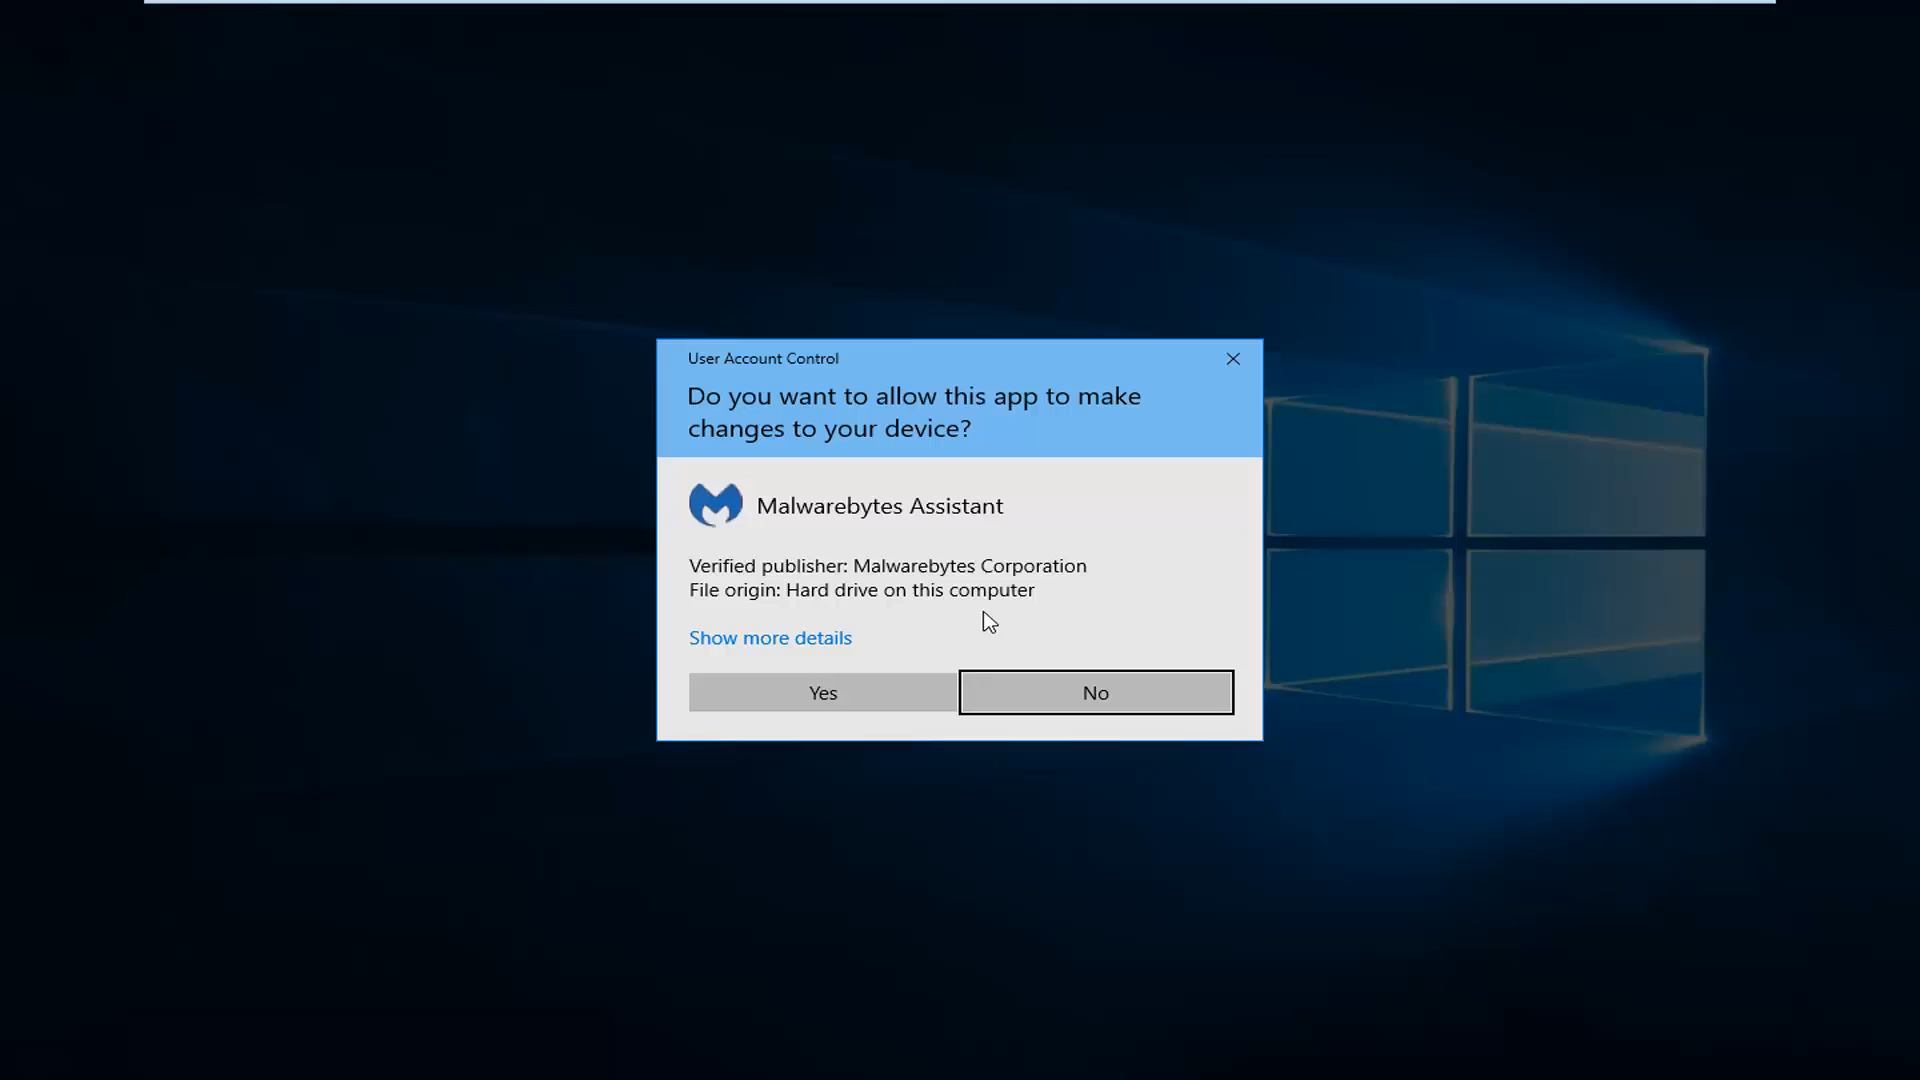 User Account Control
Do you want to allow this app to make
changes to your device?
Malwarebytes Assistant
Verified publisher: Malwarebytes Corporation
File origin: Hard drive on this computer
Show more details
Yes
No